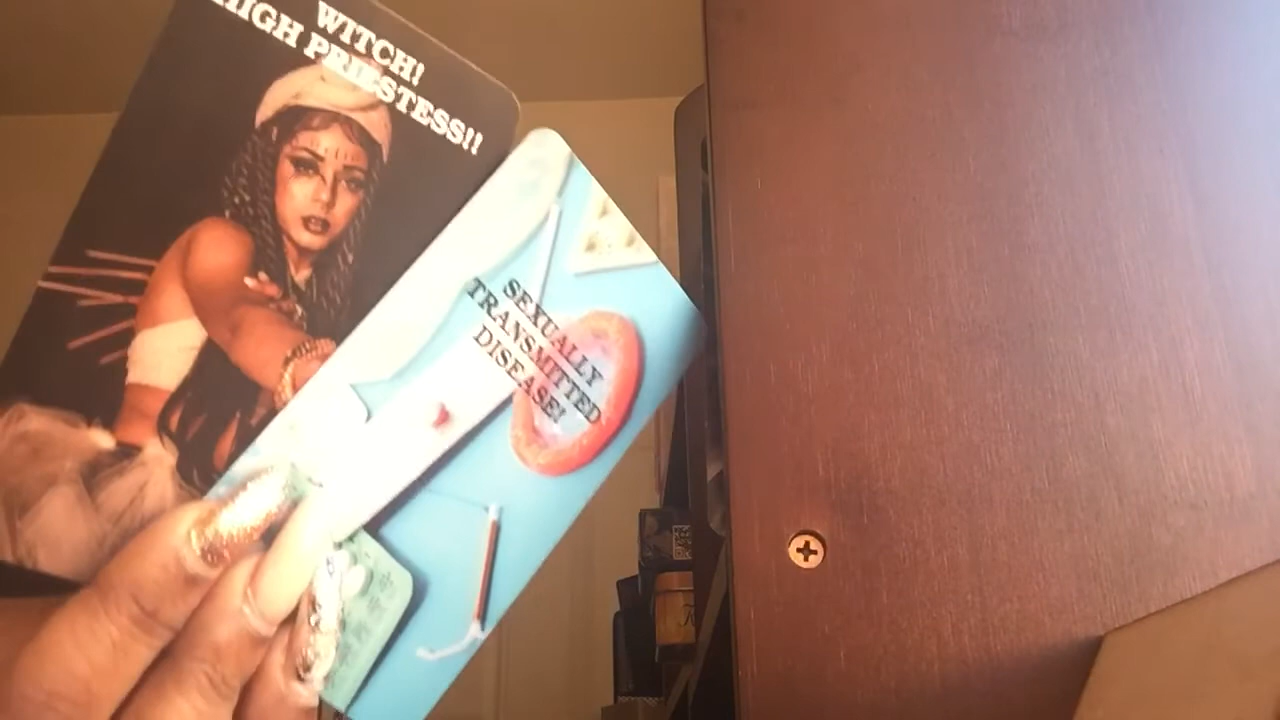 WITCH!
HIGH PRIESTESS!!
SEXUALLY
TRANSMITTED
DISEASE!